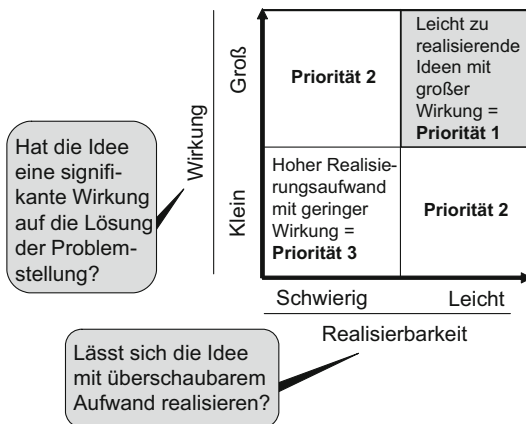 Groß
Wirkung
Klein
Priorität 2
Leicht zu
realisierende
Ideen mit
großer
Wirkung =
Priorität 1
Hat die Idee
eine signifi-
kante Wirkung
auf die Lösung
der Problem-
stellung?
Hoher Realisie-
rungsaufwand
mit geringer
Wirkung =
Priorität 3
Priorität 2
Schwierig
Leicht
Realisierbarkeit
Lässt sich die Idee
mit überschaubarem
Aufwand realisieren?